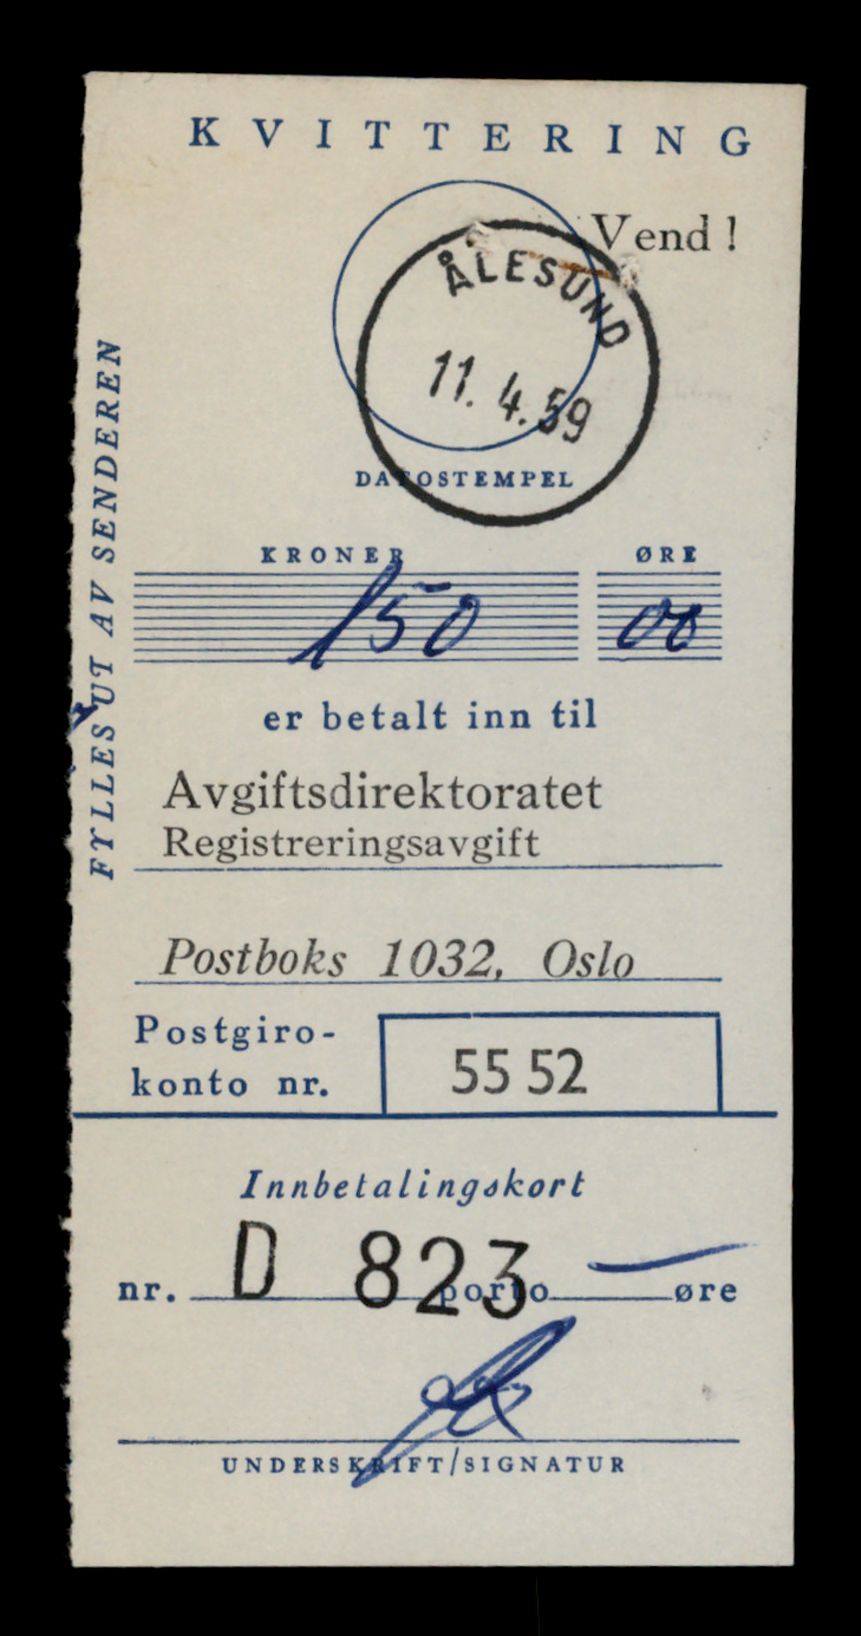 KVITTERING
Vend !
ÅLESUND
11. 4. 59
DATOSTEMPEL
KRONER ØRE
150 00
er betalt inn til
FYLLES UT AV SENDEREN
Avgiftsdirektoratet
Registreringsavgift
Postboks 1032, Oslo
Postgiro-
konto nr. 55 52
Innbetalingskort
nr. D 823 porto — øre
UNDERSKRIFT/SIGNATUR